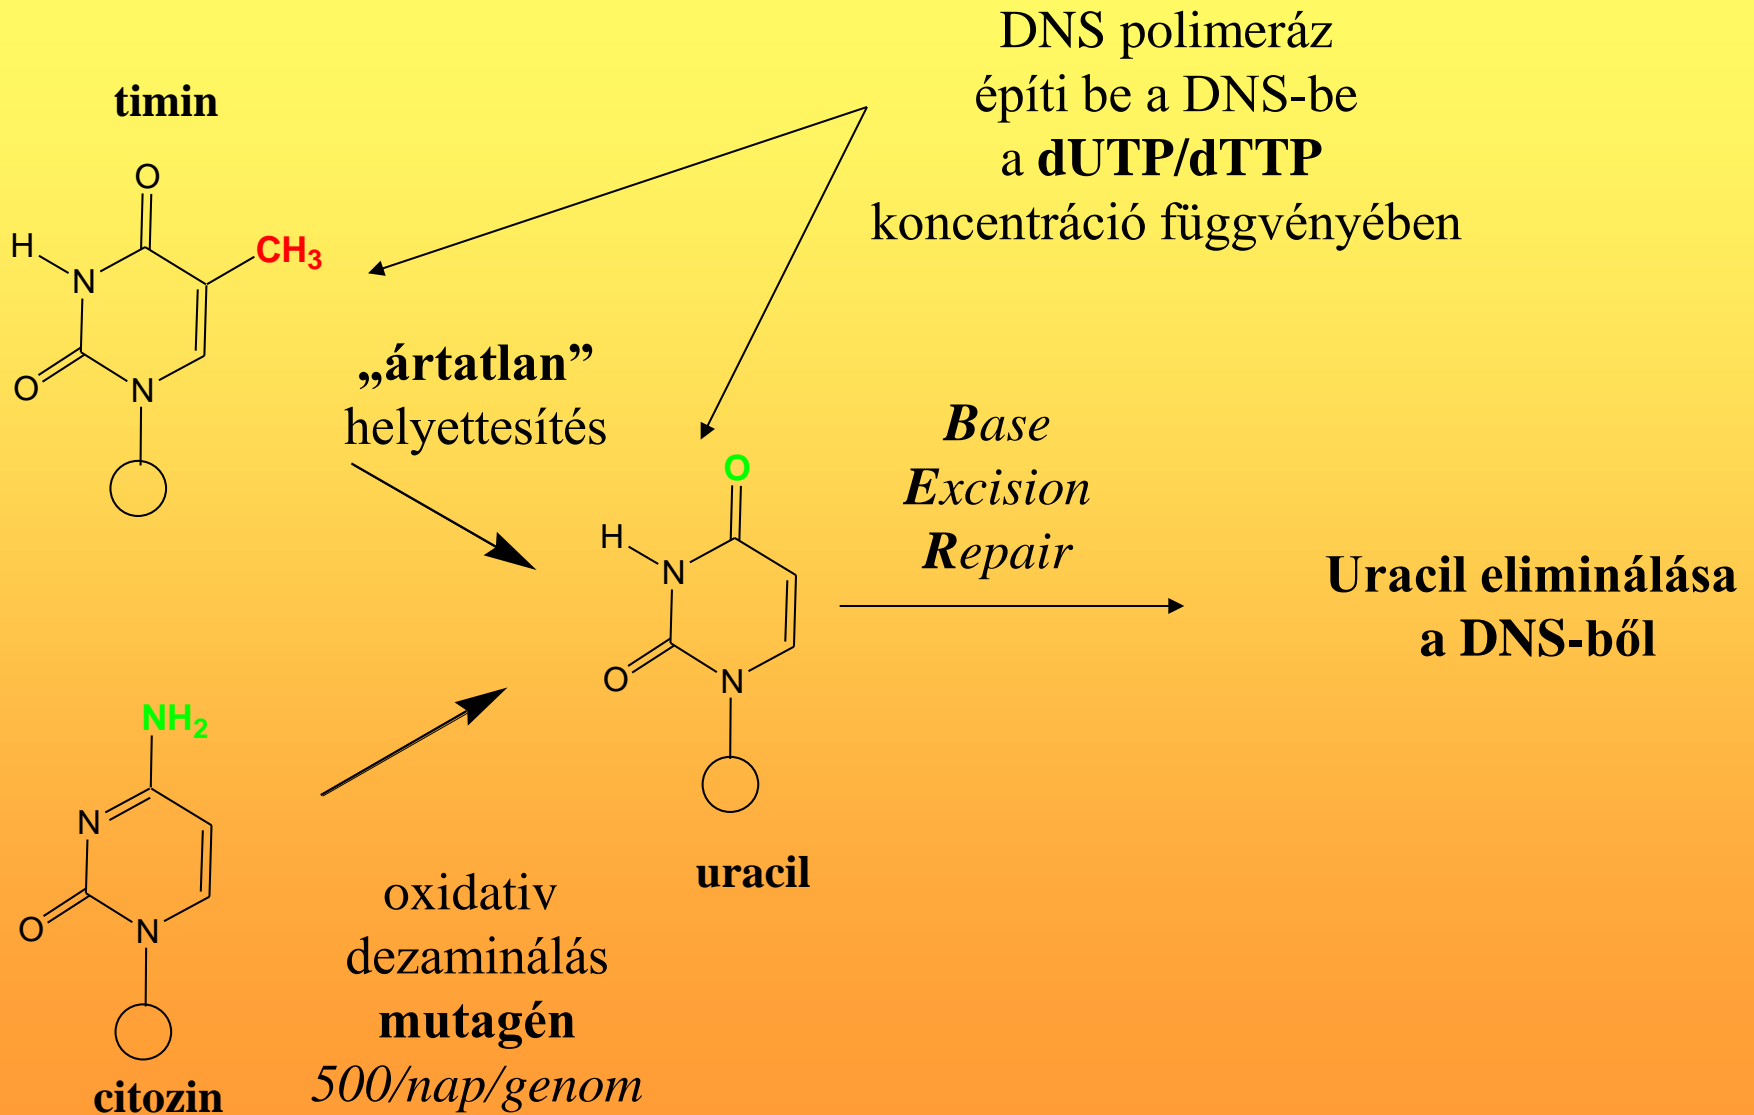 DNS polimeráz
építi be a DNS-be
a dUTP/dTTP
koncentráció függvényében
timin
O
H
N
CH₃
O
N
„ártatlan”
helyettesítés
Base
Excision
Repair
O
H
N
O
N
uracil
Uracil eliminálása
a DNS-ből
NH₂
N
O
N
citozin
oxidativ
dezaminálás
mutagén
500/nap/genom